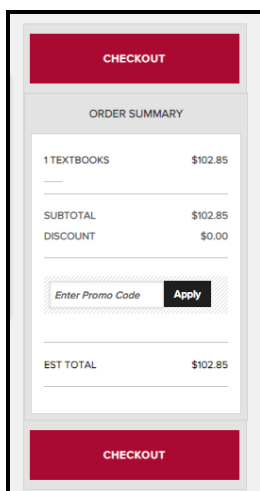 CHECKOUT
ORDER SUMMARY
1 TEXTBOOKS $102.85
SUBTOTAL $102.85
DISCOUNT $0.00
Enter Promo Code Apply
EST TOTAL $102.85
CHECKOUT